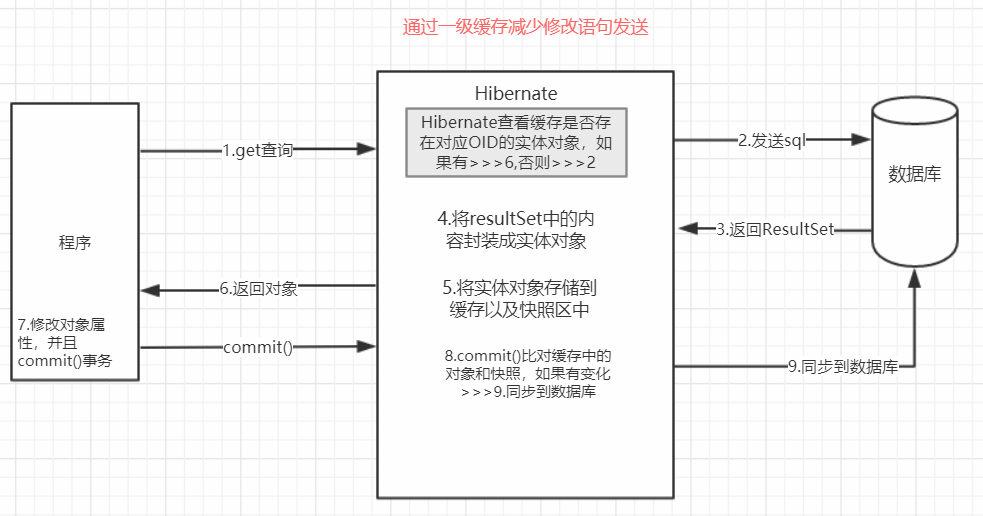 通过一级缓存减少修改语句发送
Hibernate
Hibernate查看缓存是否存
在对应OID的实体对象，如
果有>>>6,否则>>>2
1.get查询
2.发送sql
数据库
3.返回ResultSet
4.将resultSet中的内
容封装成实体对象
程序
5.将实体对象存储到
缓存以及快照区中
6.返回对象
7.修改对象属
性，并且
commit()事务
commit()
8.commit()比对缓存中的
对象和快照，如果有变化
>>>9.同步到数据库
9.同步到数据库